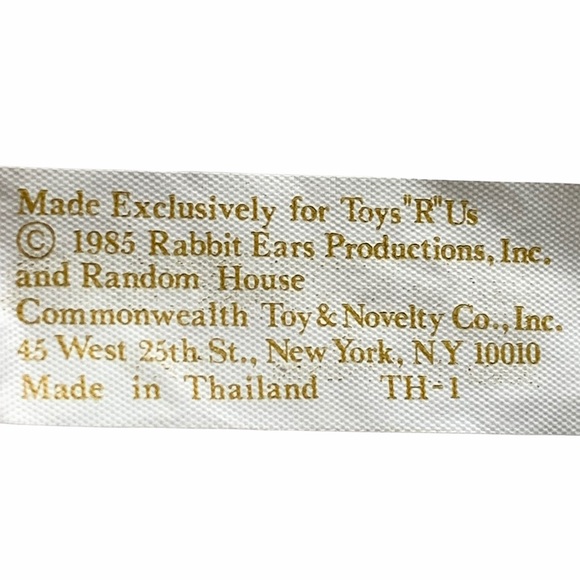 Made Exclusively for Toys"R"Us
© 1985 Rabbit Ears Productions, Inc.
and Random House
Commonwealth Toy & Novelty Co., Inc.
45 West 25th. St., New York, N.Y 10010
Made in Thailand TH-1